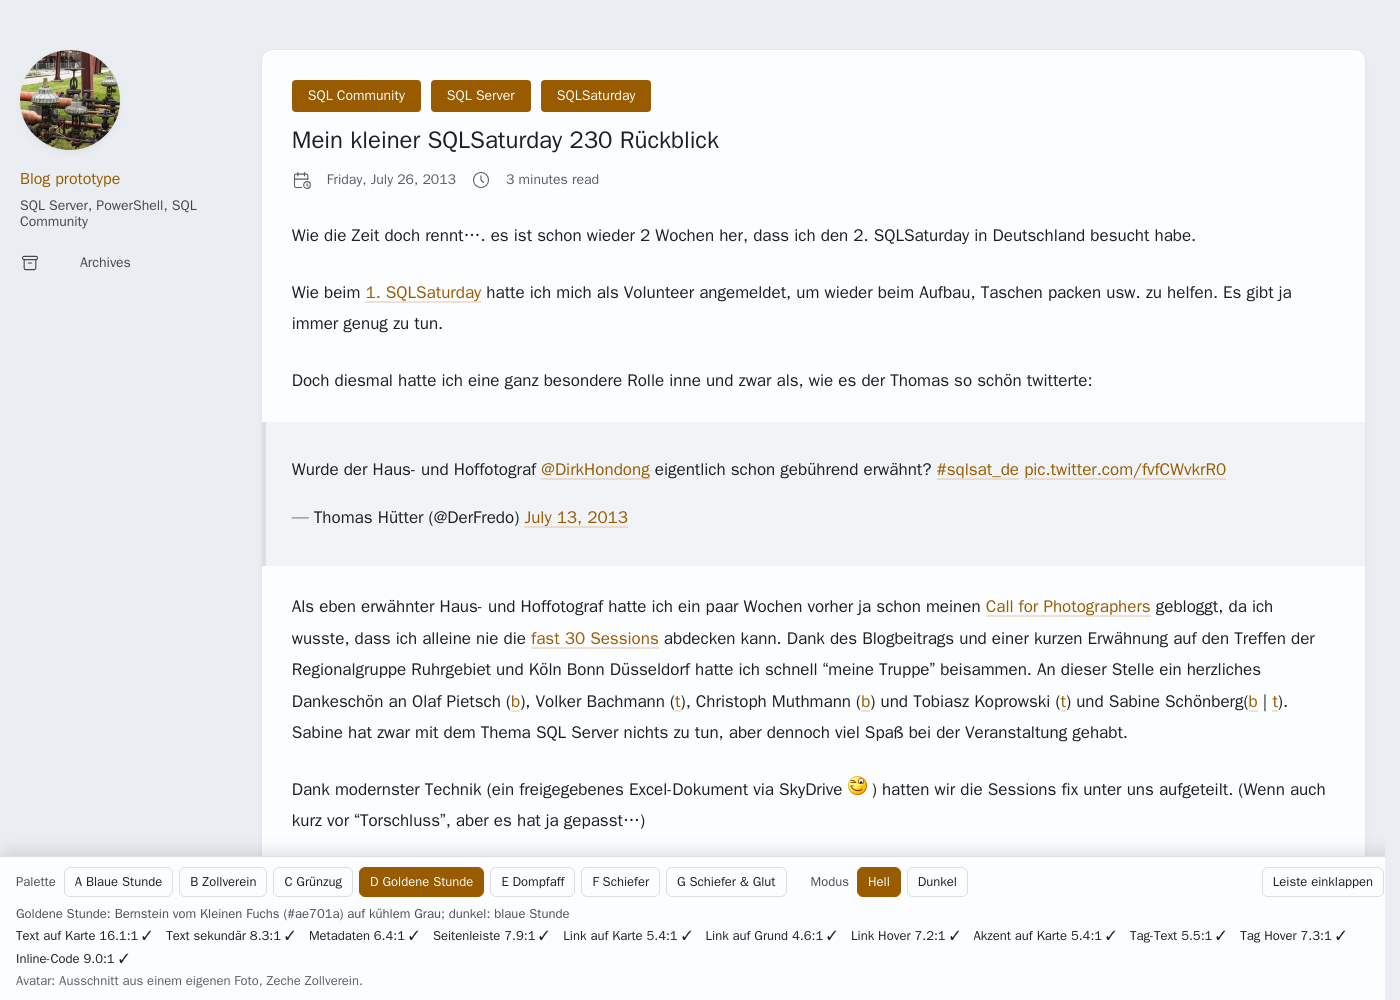 Blog prototype
SQL Server, PowerShell, SQL
Community
Archives
SQL Community SQL Server SQLSaturday
Mein kleiner SQLSaturday 230 Rückblick
Friday, July 26, 2013 3 minutes read
Wie die Zeit doch rennt…. es ist schon wieder 2 Wochen her, dass ich den 2. SQLSaturday in Deutschland besucht habe.
Wie beim 1. SQLSaturday hatte ich mich als Volunteer angemeldet, um wieder beim Aufbau, Taschen packen usw. zu helfen. Es gibt ja
immer genug zu tun.
Doch diesmal hatte ich eine ganz besondere Rolle inne und zwar als, wie es der Thomas so schön twitterte:
Wurde der Haus- und Hoffotograf @DirkHondong eigentlich schon gebührend erwähnt? #sqlsat_de pic.twitter.com/fvfCWvkrR0
— Thomas Hütter (@DerFredo) July 13, 2013
Als eben erwähnter Haus- und Hoffotograf hatte ich ein paar Wochen vorher ja schon meinen Call for Photographers gebloggt, da ich
wusste, dass ich alleine nie die fast 30 Sessions abdecken kann. Dank des Blogbeitrags und einer kurzen Erwähnung auf den Treffen der
Regionalgruppe Ruhrgebiet und Köln Bonn Düsseldorf hatte ich schnell “meine Truppe” beisammen. An dieser Stelle ein herzliches
Dankeschön an Olaf Pietsch (b), Volker Bachmann (t), Christoph Muthmann (b) und Tobiasz Koprowski (t) und Sabine Schönberg(b | t).
Sabine hat zwar mit dem Thema SQL Server nichts zu tun, aber dennoch viel Spaß bei der Veranstaltung gehabt.
Dank modernster Technik (ein freigegebenes Excel-Dokument via SkyDrive 😉 ) hatten wir die Sessions fix unter uns aufgeteilt. (Wenn auch
kurz vor “Torschluss”, aber es hat ja gepasst…)
Palette A Blaue Stunde B Zollverein C Grünzug D Goldene Stunde E Dompfaff F Schiefer G Schiefer & Glut Modus Hell Dunkel Leiste einklappen
Goldene Stunde: Bernstein vom Kleinen Fuchs (#ae701a) auf kühlem Grau; dunkel: blaue Stunde
Text auf Karte 16.1:1 ✓ Text sekundär 8.3:1 ✓ Metadaten 6.4:1 ✓ Seitenleiste 7.9:1 ✓ Link auf Karte 5.4:1 ✓ Link auf Grund 4.6:1 ✓ Link Hover 7.2:1 ✓ Akzent auf Karte 5.4:1 ✓ Tag-Text 5.5:1 ✓ Tag Hover 7.3:1 ✓
Inline-Code 9.0:1 ✓
Avatar: Ausschnitt aus einem eigenen Foto, Zeche Zollverein.